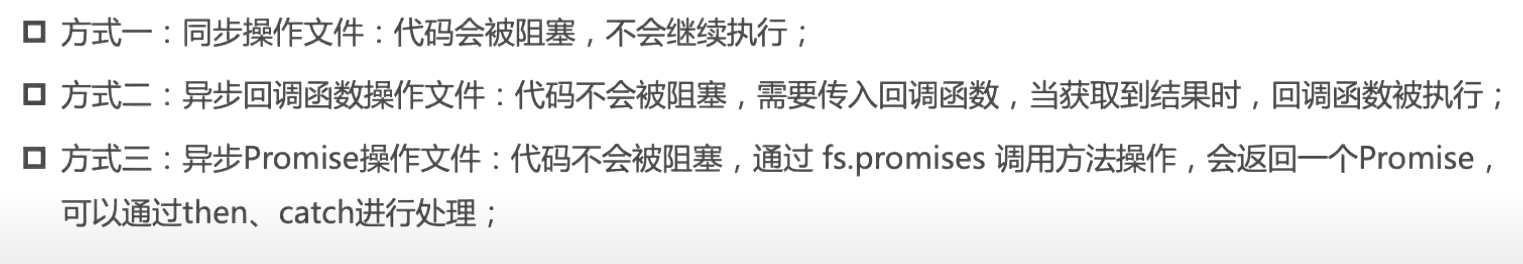 方式一：同步操作文件：代码会被阻塞，不会继续执行；
方式二：异步回调函数操作文件：代码不会被阻塞，需要传入回调函数，当获取到结果时，回调函数被执行；
方式三：异步Promise操作文件：代码不会被阻塞，通过 fs.promises 调用方法操作，会返回一个Promise，
可以通过then、catch进行处理；